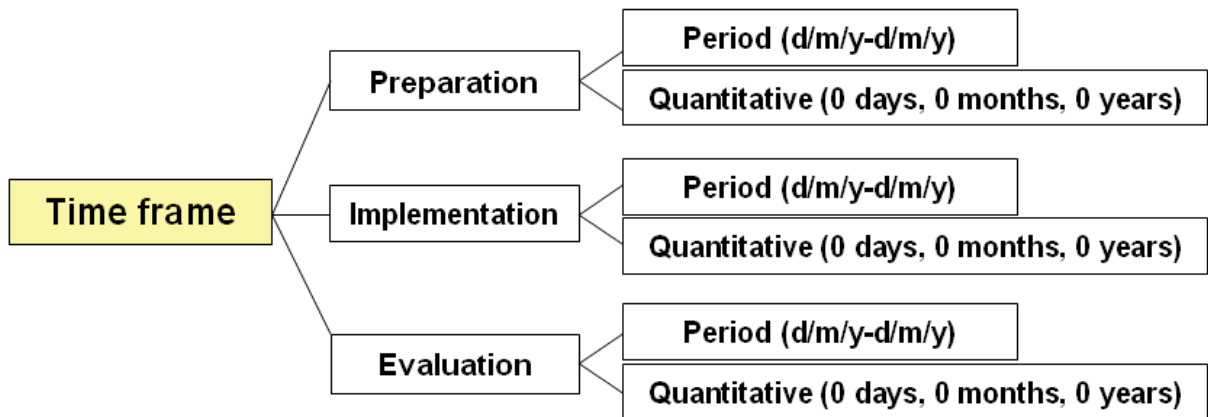 Time frame
Preparation
Period (d/m/y-d/m/y)
Quantitative (0 days, 0 months, 0 years)
Implementation
Period (d/m/y-d/m/y)
Quantitative (0 days, 0 months, 0 years)
Evaluation
Period (d/m/y-d/m/y)
Quantitative (0 days, 0 months, 0 years)